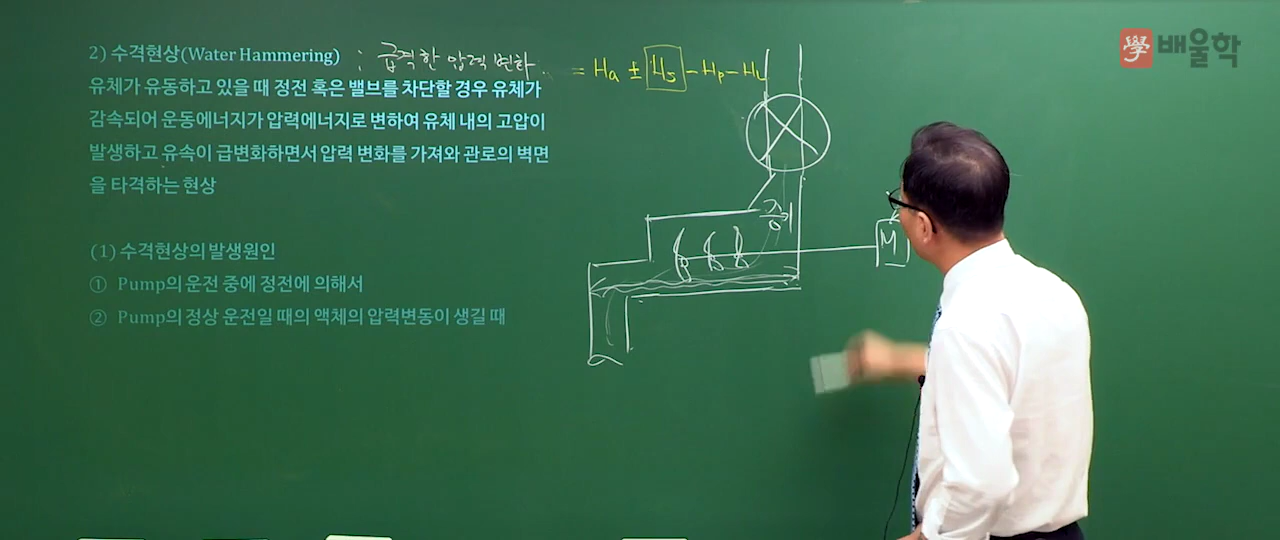 2) 수격현상(Water Hammering) : 급격한 압력 변화
= Ha ± Hs - Hp - HL
유체가 유동하고 있을 때 정전 혹은 밸브를 차단할 경우 유체가
감속되어 운동에너지가 압력에너지로 변하여 유체 내의 고압이
발생하고 유속이 급변화하면서 압력 변화를 가져와 관로의 벽면
을 타격하는 현상
(1) 수격현상의 발생원인
① Pump의 운전 중에 정전에 의해서
② Pump의 정상 운전일 때의 액체의 압력변동이 생길 때
M
學 배울학